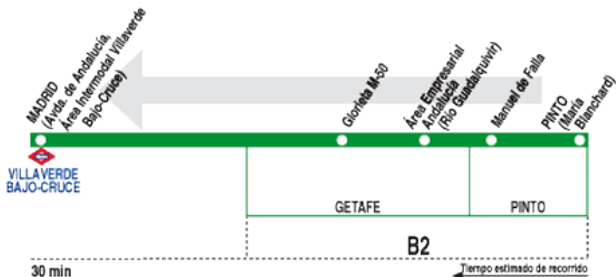 MADRID
(Avda. de Andalucía,
Área Intermodal Villaverde
Bajo-Cruce)
Glorieta M-50
Área Empresarial
Andalucía
(Río Guadalquivir)
Manuel de Falla
PINTO
(María
Blanchard)
VILLAVERDE
BAJO-CRUCE
GETAFE
PINTO
B2
30 min
Tiempo estimado de recorrido